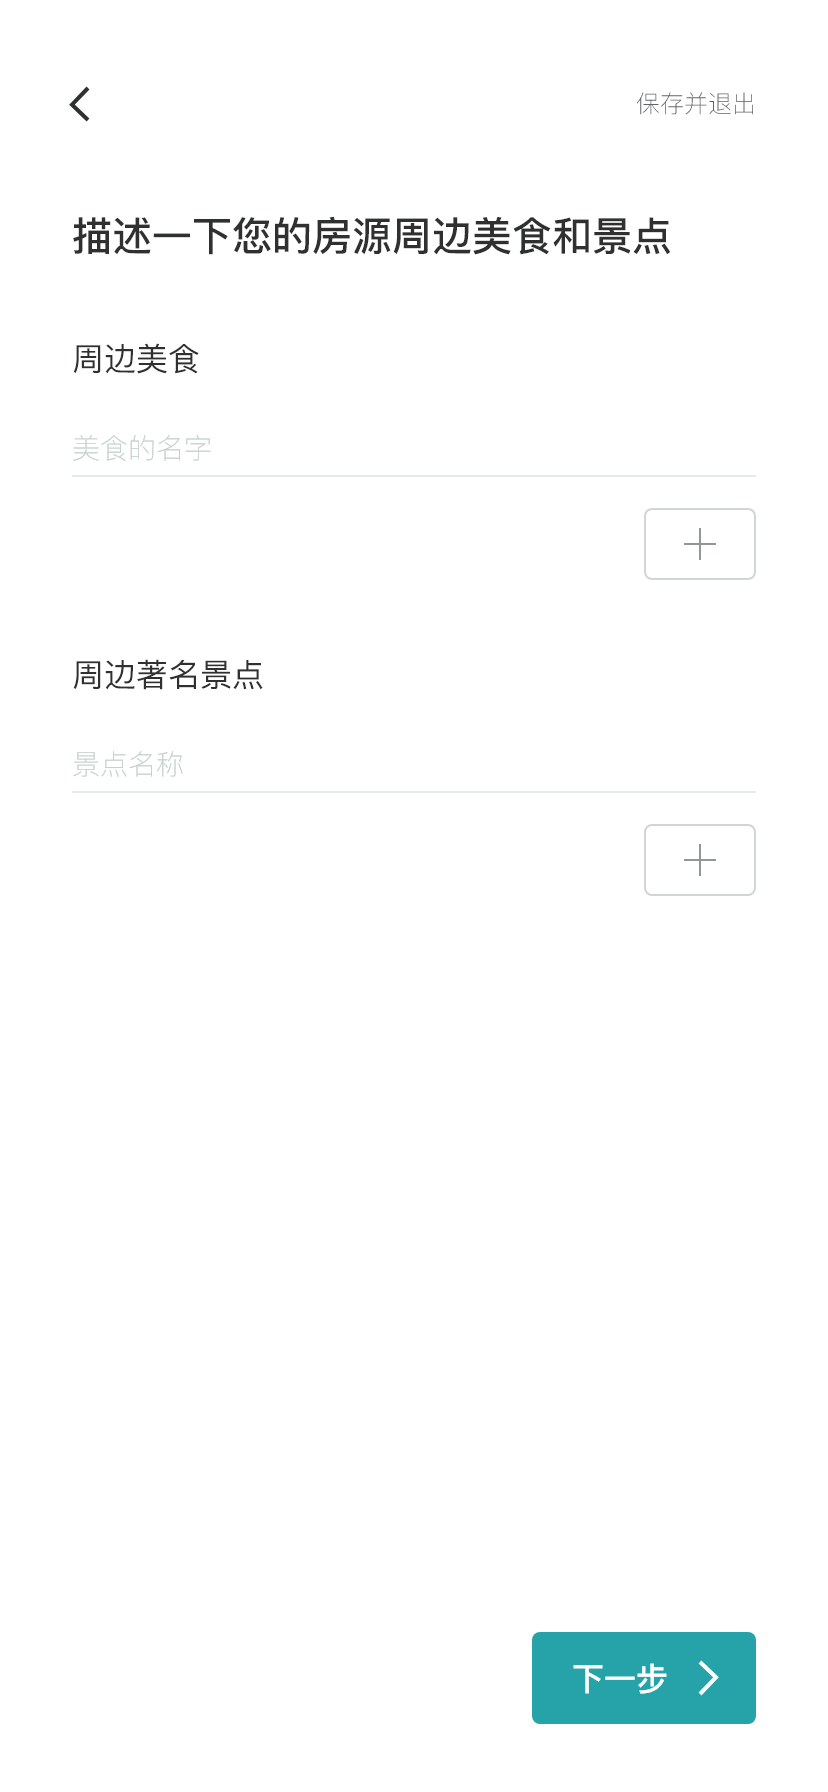 保存并退出
描述一下您的房源周边美食和景点
周边美食
美食的名字
周边著名景点
景点名称
下一步